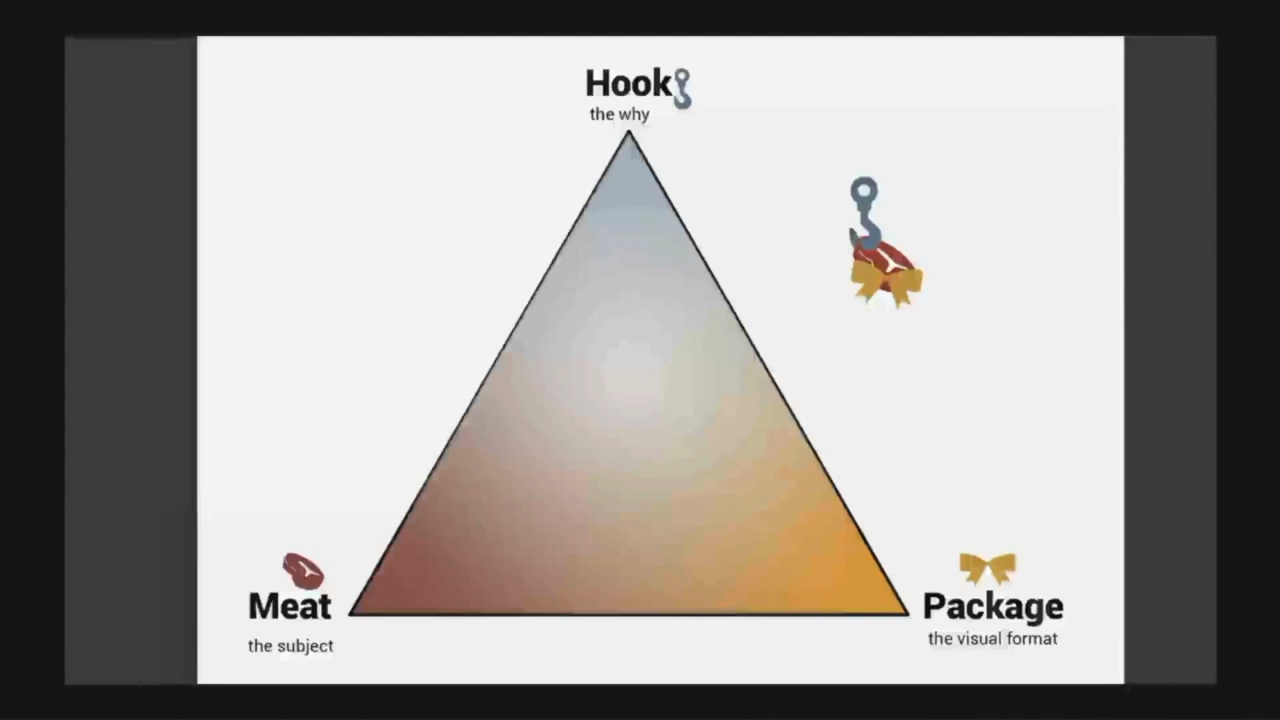 Hook
the why
Meat
the subject
Package
the visual format